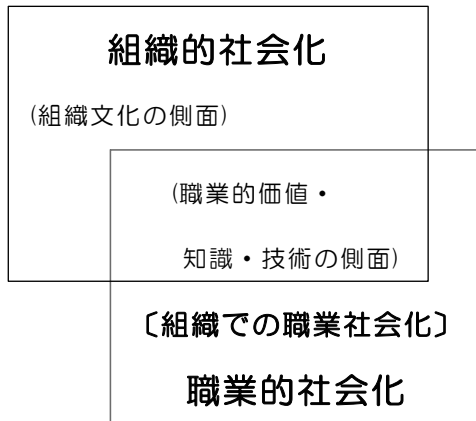 組織的社会化
(組織文化の側面)
(職業的価値・
知識・技術の側面)
〔組織での職業社会化〕
職業的社会化